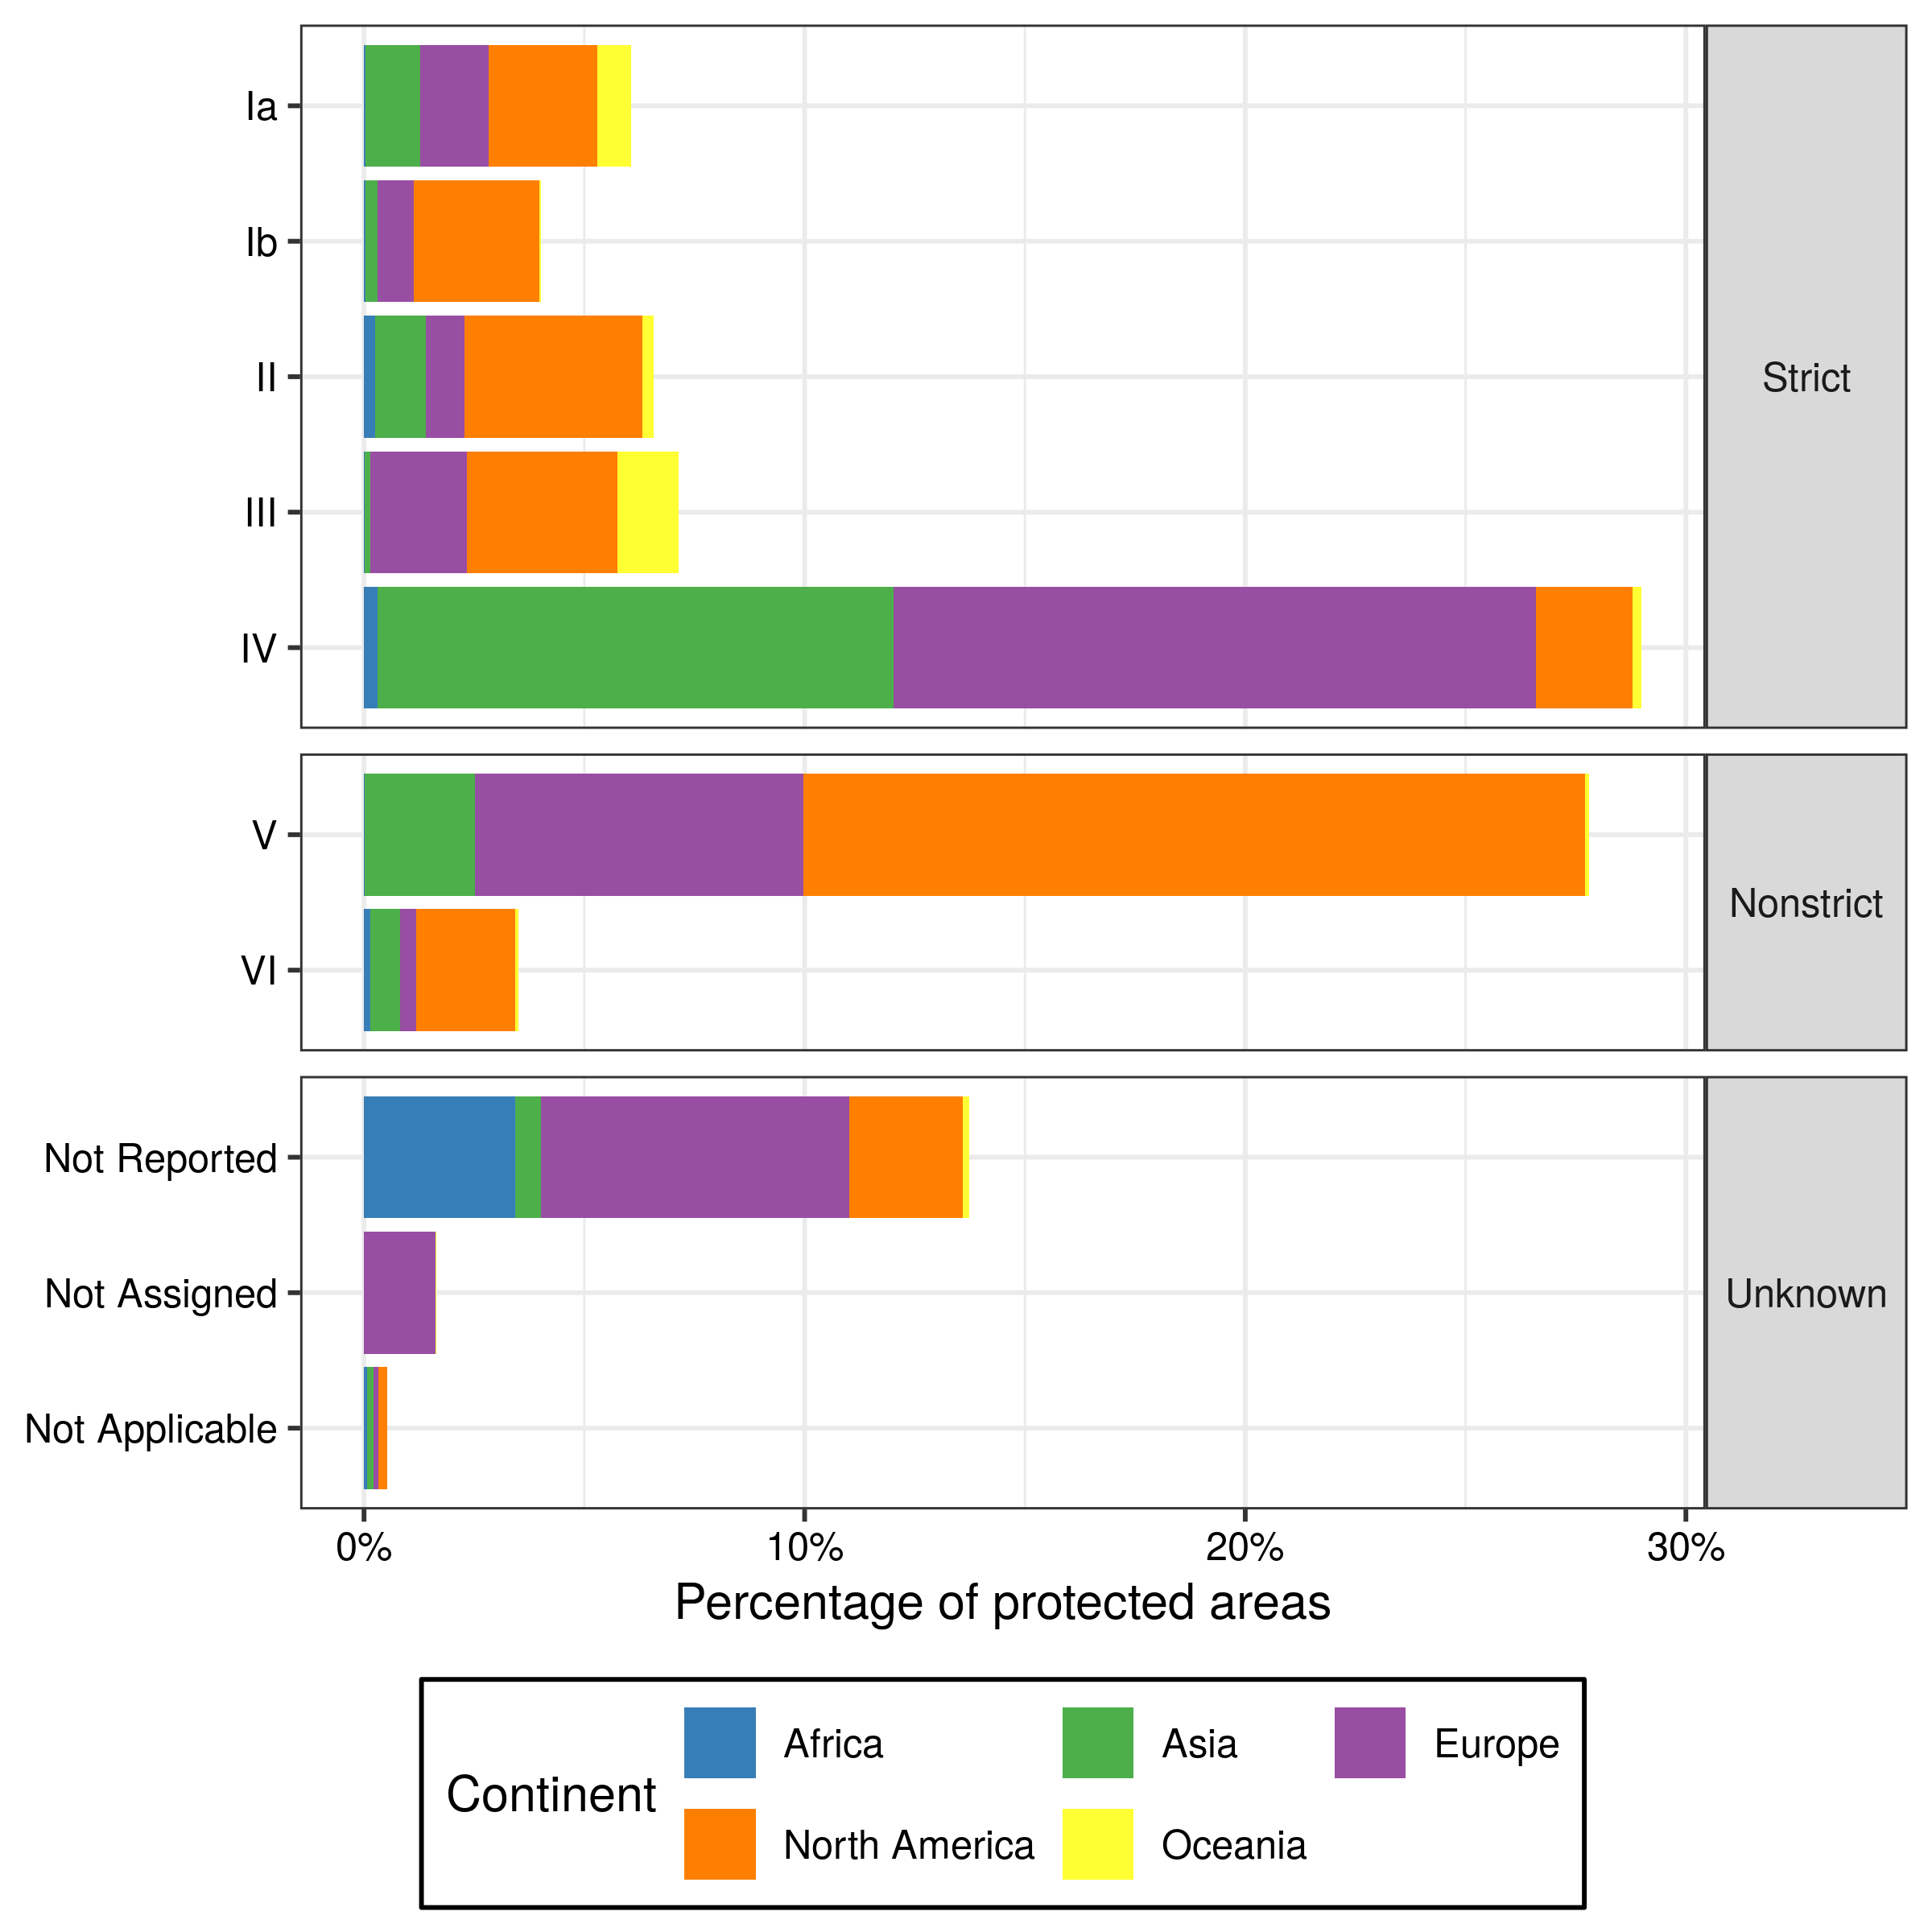 Ia
Ib
II
III
IV
Strict
V
VI
Nonstrict
Not Reported
Not Assigned
Not Applicable
Unknown
0% 10% 20% 30%
Percentage of protected areas
Continent
Africa Asia Europe
North America Oceania